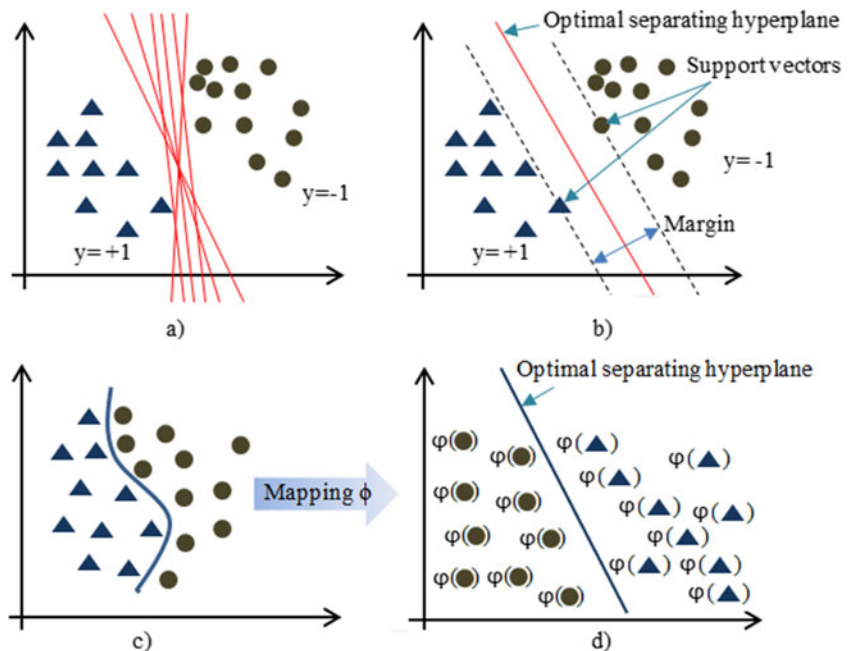 y=-1
y= +1
a)
Optimal separating hyperplane
Support vectors
y= -1
Margin
y= +1
b)
Mapping ϕ
c)
Optimal separating hyperplane
φ( ) φ( ) φ( ) φ( )
φ( ) φ( )
φ( ) φ( ) φ( ) φ( )
φ( ) φ( ) φ( )
φ( ) φ( ) φ( ) φ( )
φ( ) φ( )
d)